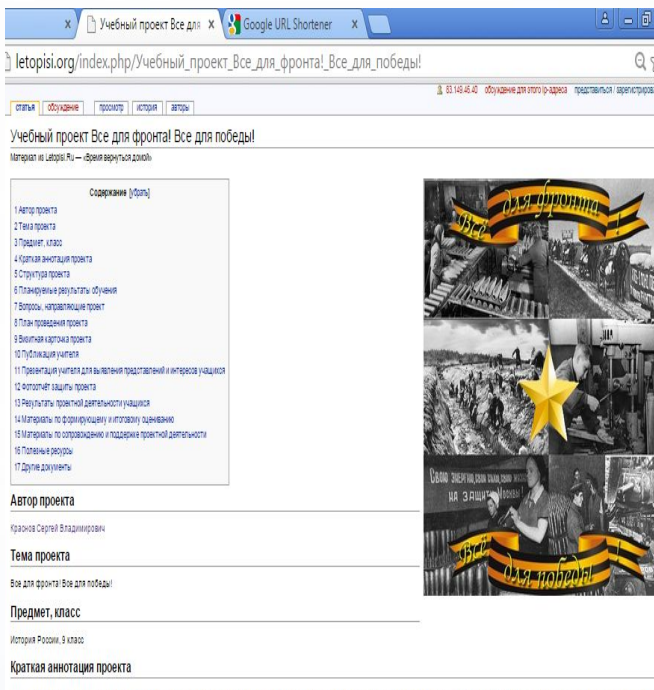 Учебный проект Все для
Google URL Shortener
letopisi.org/index.php/Учебный_проект_Все_для_фронта!_Все_для_победы!
83.149.45.40 обсуждение для этого ip-адреса представиться / зарегистриров
статья обсуждение просмотр история авторы
Учебный проект Все для фронта! Все для победы!
Материал из Letopisi.Ru — «Время вернуться домой»
Содержание [убрать]
1 Автор проекта
2 Тема проекта
3 Предмет, класс
4 Краткая аннотация проекта
5 Структура проекта
6 Планируемые результаты обучения
7 Вопросы, направляющие проект
8 План проведения проекта
9 Визитная карточка проекта
10 Публикация учителя
11 Презентация учителя для выявления представлений и интересов учащихся
12 Фотоотчёт защиты проекта
13 Результаты проектной деятельности учащихся
14 Материалы по формирующему и итоговому оцениванию
15 Материалы по сопровождению и поддержке проектной деятельности
16 Полезные ресурсы
17 Другие документы
Всё для фронта !
НА ЗАЩИТУ МОСКВЫ!
Всё для победы !
Автор проекта
Краснов Сергей Владимирович
Тема проекта
Все для фронта! Все для победы!
Предмет, класс
История России, 9 класс
Краткая аннотация проекта